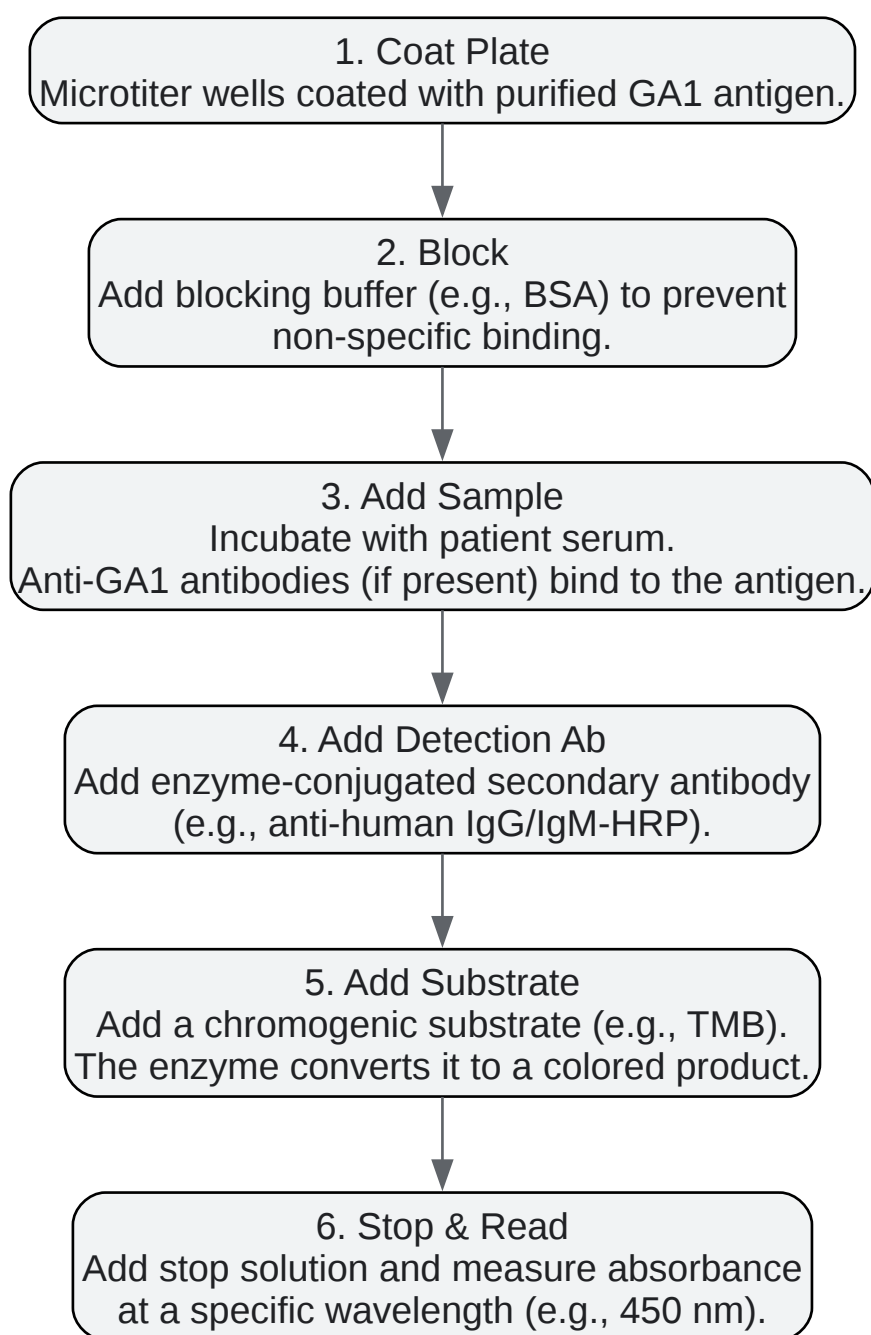 1. Coat Plate
Microtiter wells coated with purified GA1 antigen.
2. Block
Add blocking buffer (e.g., BSA) to prevent
non-specific binding.
3. Add Sample
Incubate with patient serum.
Anti-GA1 antibodies (if present) bind to the antigen.
4. Add Detection Ab
Add enzyme-conjugated secondary antibody
(e.g., anti-human IgG/IgM-HRP).
5. Add Substrate
Add a chromogenic substrate (e.g., TMB).
The enzyme converts it to a colored product.
6. Stop & Read
Add stop solution and measure absorbance
at a specific wavelength (e.g., 450 nm).